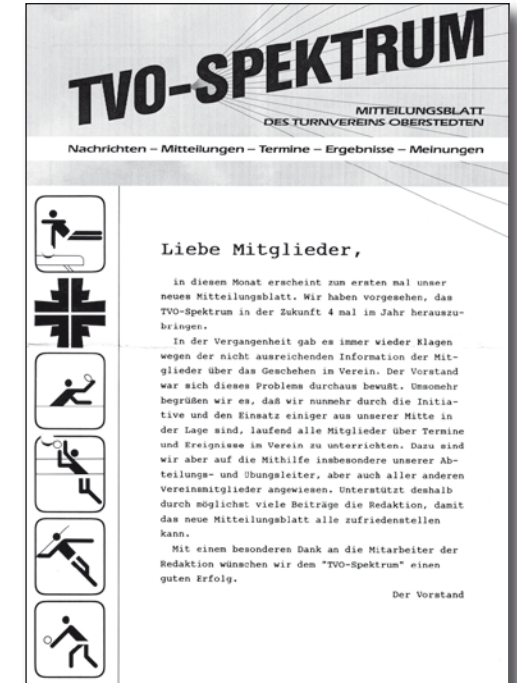 TVO-SPEKTRUM
MITTEILUNGSBLATT
DES TURNVEREINS OBERSTEDTEN
Nachrichten – Mitteilungen – Termine – Ergebnisse – Meinungen
Liebe Mitglieder,
in diesem Monat erscheint zum ersten mal unser
neues Mitteilungsblatt. Wir haben vorgesehen, das
TVO-Spektrum in der Zukunft 4 mal im Jahr herauszu-
bringen.
In der Vergangenheit gab es immer wieder Klagen
wegen der nicht ausreichenden Information der Mit-
glieder über das Geschehen im Verein. Der Vorstand
war sich dieses Problems durchaus bewußt. Umsomehr
begrüßen wir es, daß wir nunmehr durch die Initia-
tive und den Einsatz einiger aus unserer Mitte in
der Lage sind, laufend alle Mitglieder über Termine
und Ereignisse im Verein zu unterrichten. Dazu sind
wir aber auf die Mithilfe insbesondere unserer Ab-
teilungs- und Übungsleiter, aber auch aller anderen
Vereinsmitglieder angewiesen. Unterstützt deshalb
durch möglichst viele Beiträge die Redaktion, damit
das neue Mitteilungsblatt alle zufriedenstellen
kann.
Mit einem besonderen Dank an die Mitarbeiter der
Redaktion wünschen wir dem "TVO-Spektrum" einen
guten Erfolg.
Der Vorstand